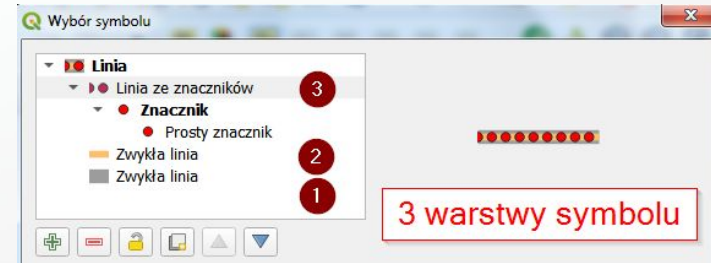 Wybór symbolu
Linia
Linia ze znaczników
3
Znacznik
Prosty znacznik
Zwykła linia
2
Zwykła linia
1
3 warstwy symbolu